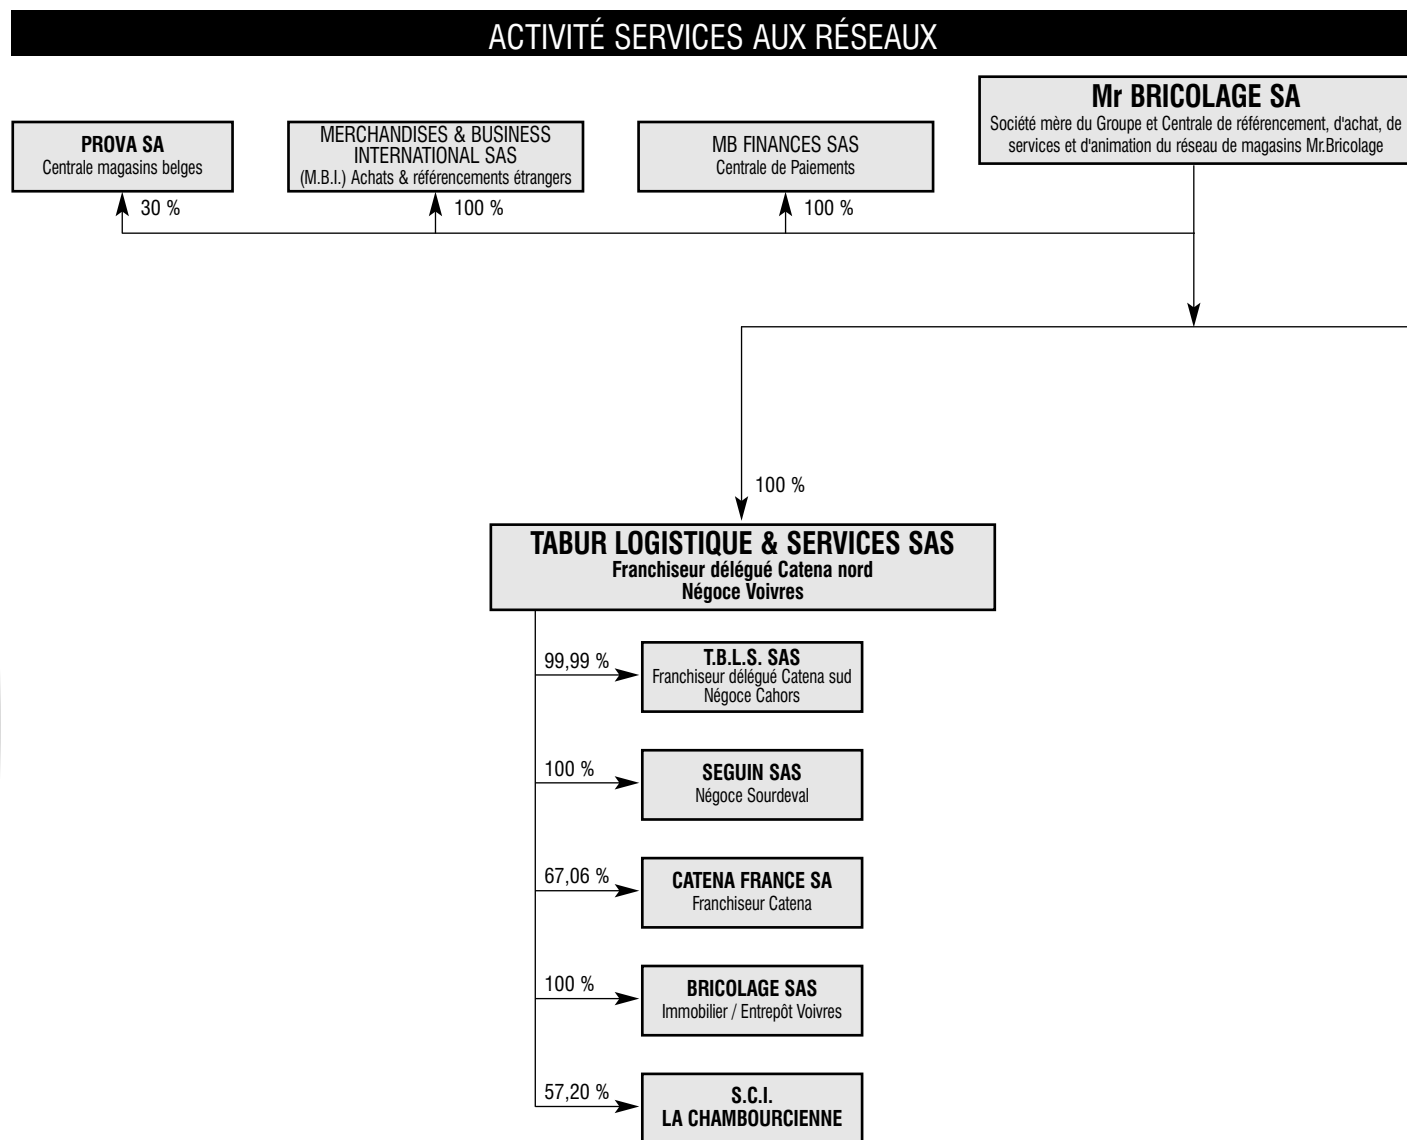 ACTIVITÉ SERVICES AUX RÉSEAUX
Mr BRICOLAGE SA
Société mère du Groupe et Centrale de référencement, d'achat, de
services et d'animation du réseau de magasins Mr.Bricolage
PROVA SA
Centrale magasins belges
MERCHANDISES & BUSINESS
INTERNATIONAL SAS
(M.B.I.) Achats & référencements étrangers
MB FINANCES SAS
Centrale de Paiements
30 %
100 %
100 %
100 %
TABUR LOGISTIQUE & SERVICES SAS
Franchiseur délégué Catena nord
Négoce Voivres
99,99 %
T.B.L.S. SAS
Franchiseur délégué Catena sud
Négoce Cahors
100 %
SEGUIN SAS
Négoce Sourdeval
67,06 %
CATENA FRANCE SA
Franchiseur Catena
100 %
BRICOLAGE SAS
Immobilier / Entrepôt Voivres
57,20 %
S.C.I.
LA CHAMBOURCIENNE